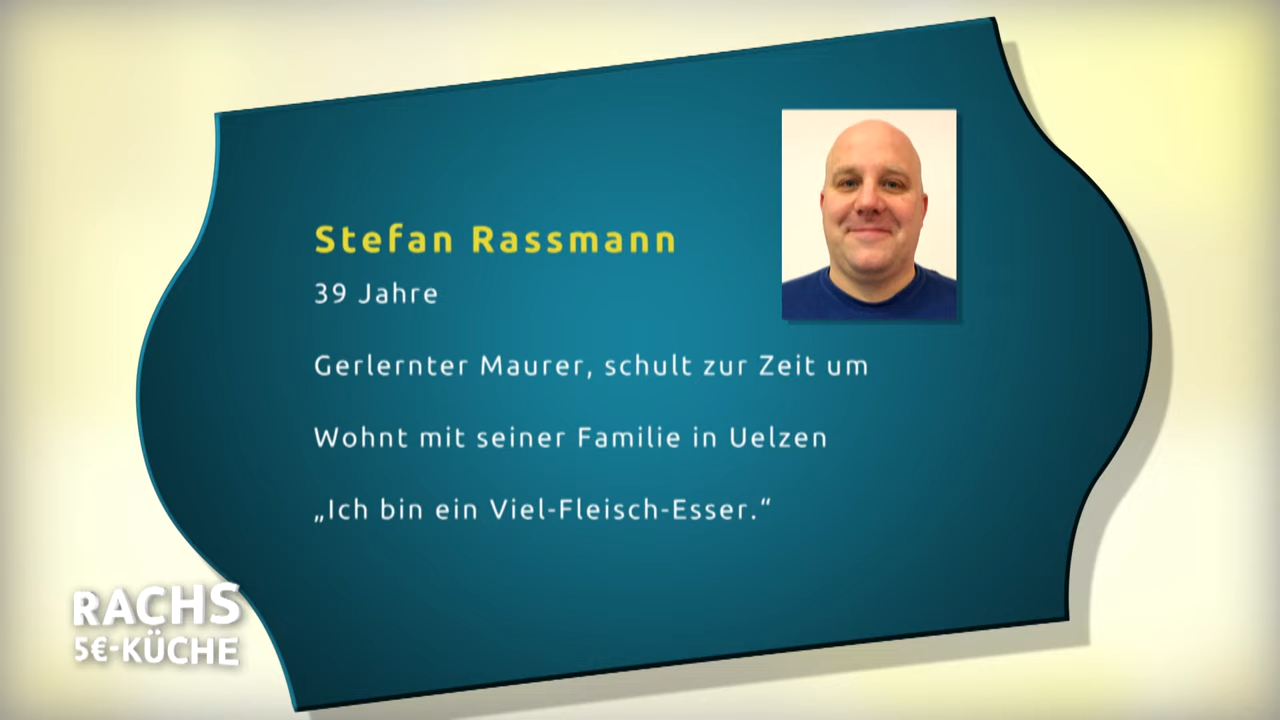 Stefan Rassmann
39 Jahre
Gerlernter Maurer, schult zur Zeit um
Wohnt mit seiner Familie in Uelzen
„Ich bin ein Viel-Fleisch-Esser.“
RACHS
5€-KÜCHE